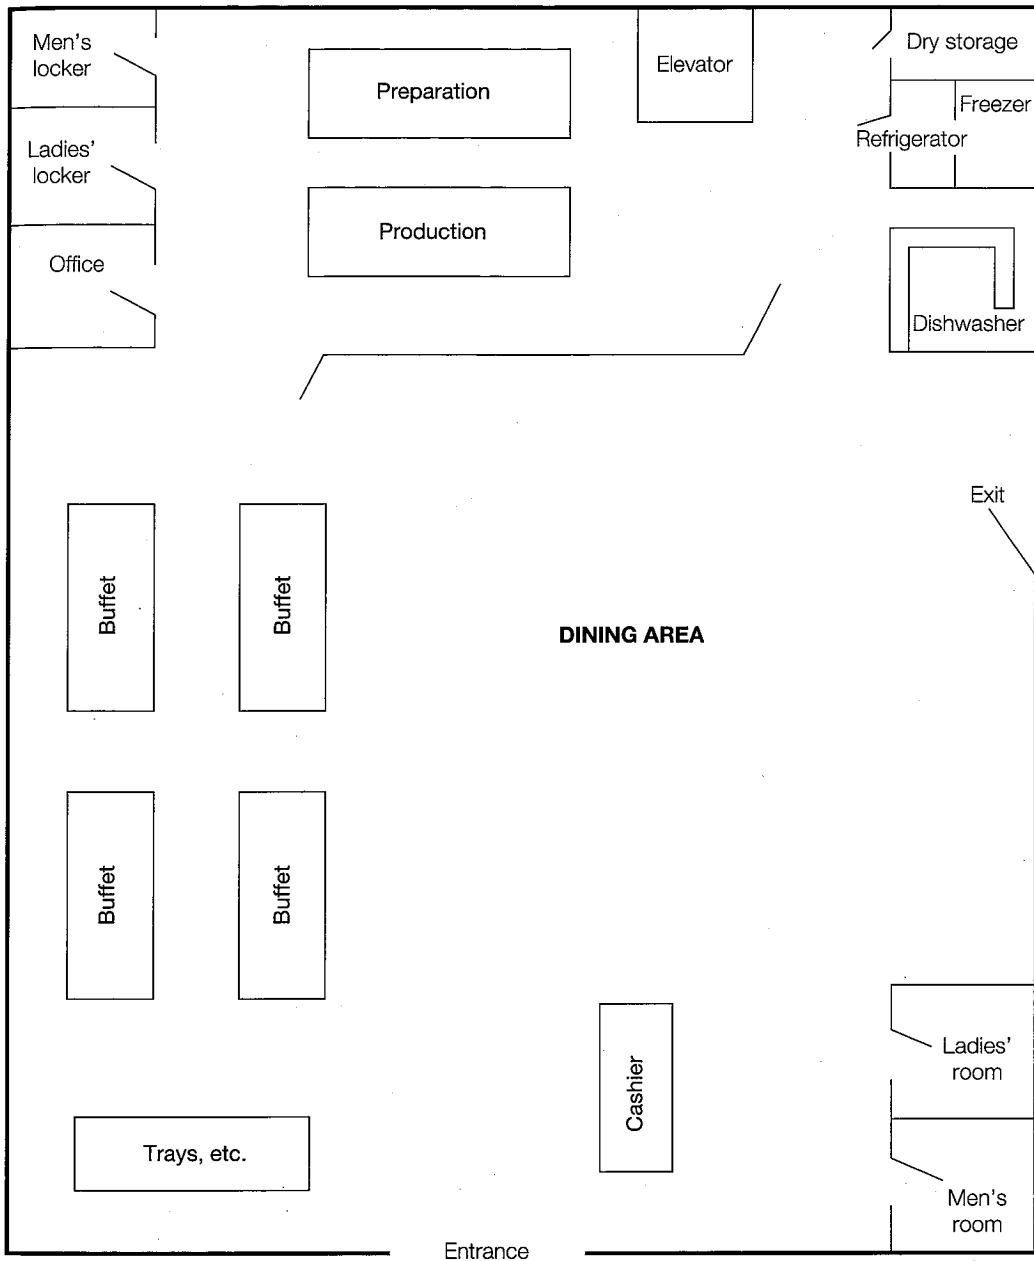 Men's
locker
Preparation
Elevator
Dry storage
Freezer
Refrigerator
Ladies'
locker
Production
Office
Dishwasher
Exit
Buffet
Buffet
DINING AREA
Buffet
Buffet
Cashier
Ladies'
room
Trays, etc.
Men's
room
Entrance